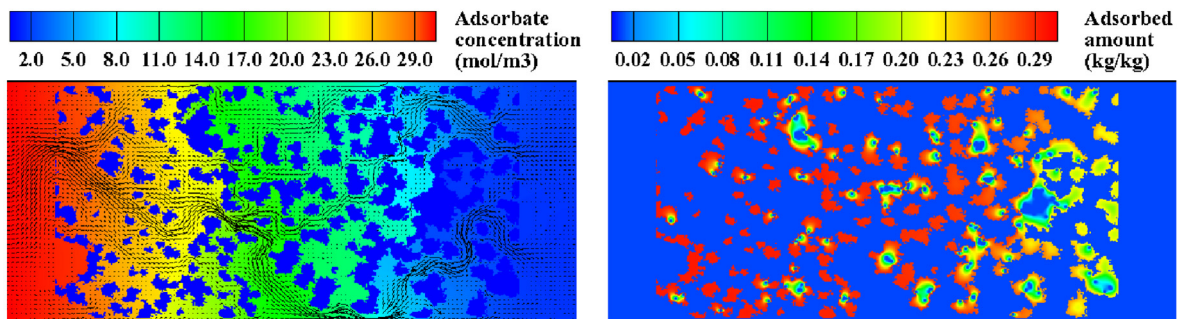 Adsorbate
concentration
(mol/m3)
2.0 5.0 8.0 11.0 14.0 17.0 20.0 23.0 26.0 29.0
Adsorbed
amount
(kg/kg)
0.02 0.05 0.08 0.11 0.14 0.17 0.20 0.23 0.26 0.29